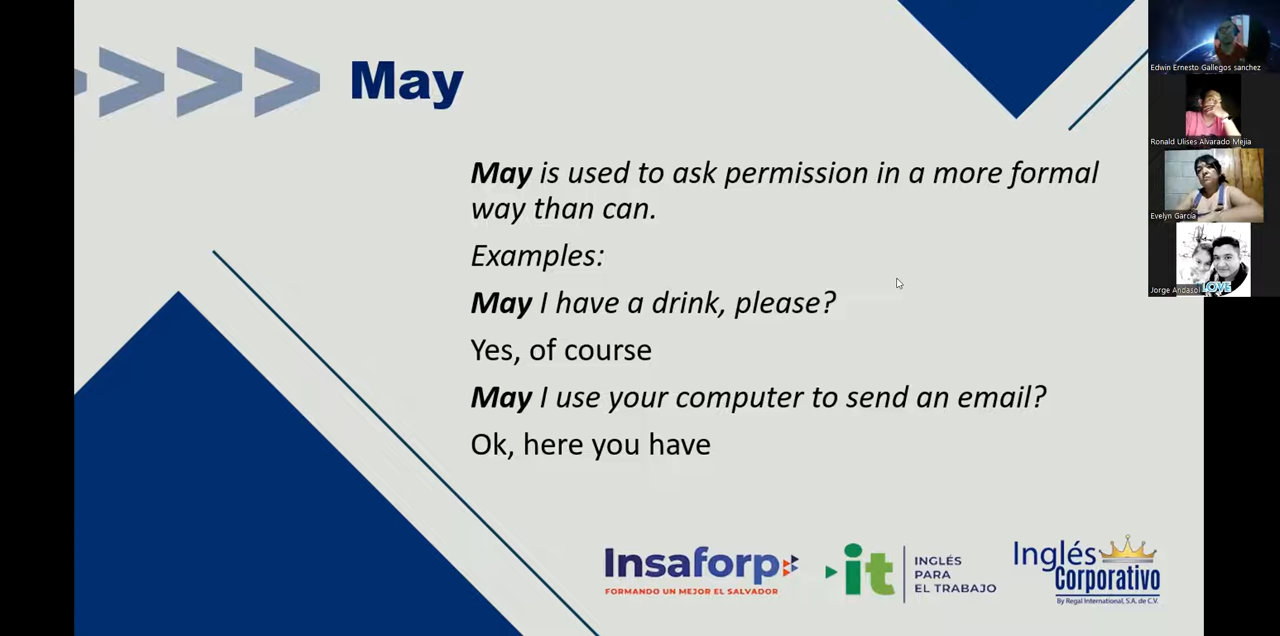 May
May is used to ask permission in a more formal
way than can.
Examples:
May I have a drink, please?
Yes, of course
May I use your computer to send an email?
Ok, here you have
Insaforp
FORMANDO UN MEJOR EL SALVADOR
it
INGLÉS
PARA
EL TRABAJO
Inglés
Corporativo
By Regal International, S.A. de C.V.
Edwin Ernesto Gallegos sanchez
Ronald Ulises Alvarado Mejia
Evelyn García
Jorge Andasol
LOVE